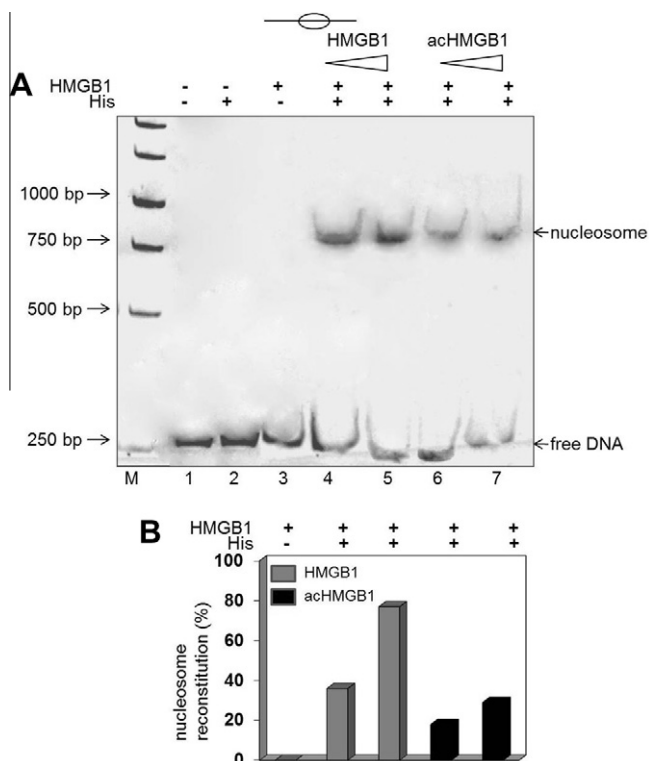 HMGB1 acHMGB1
A
HMGB1 - - + + + + +
His - + - + + + +
1000 bp
750 bp
nucleosome
500 bp
250 bp
free DNA
M 1 2 3 4 5 6 7
B
HMGB1 + + + + +
His - + + + +
nucleosome
reconstitution (%)
100
80
60
40
20
0
HMGB1
acHMGB1